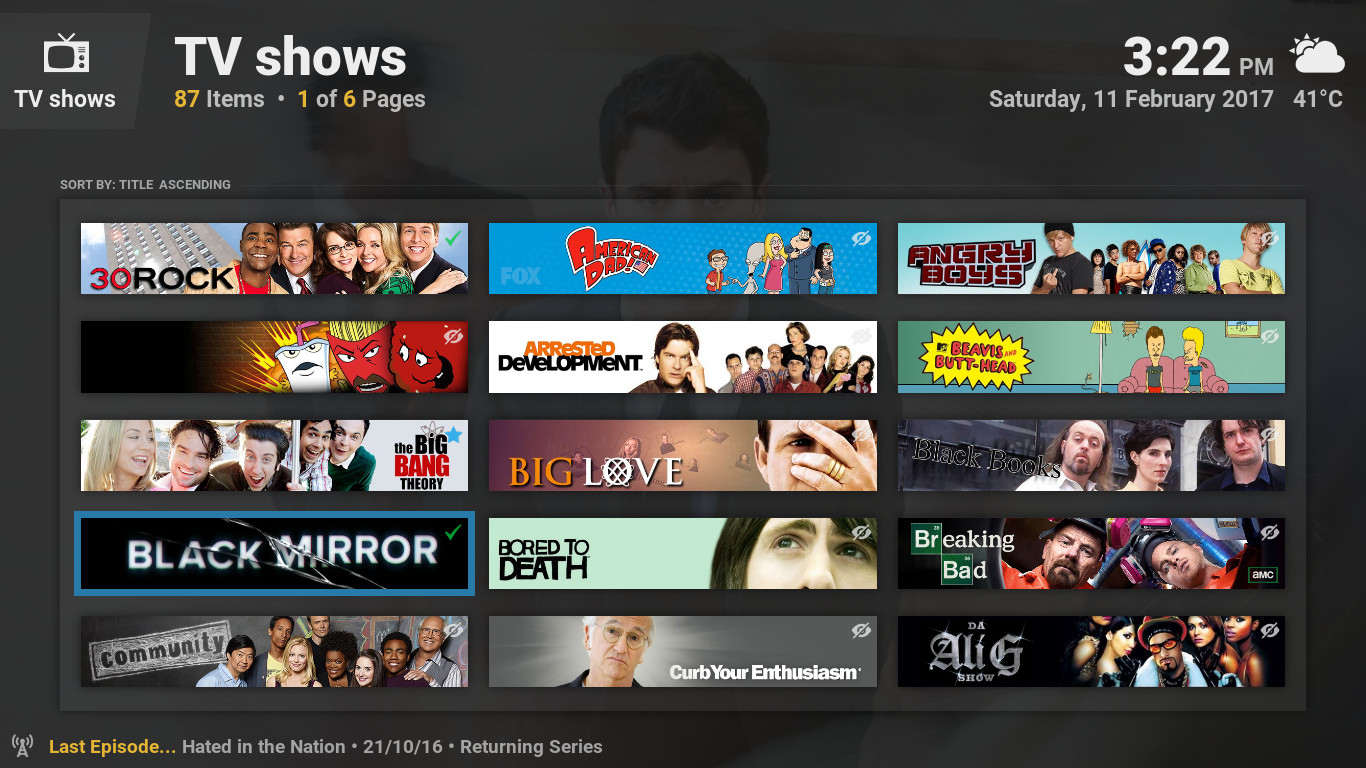 TV shows
TV shows
87 Items • 1 of 6 Pages
3:22 PM
Saturday, 11 February 2017
41°C
SORT BY: TITLE ASCENDING
30 ROCK
FOX
AMERICAN
DAD!
ANGRY
BOYS
ARRESTED
DEVELOPMENT
MTV
BEAVIS AND
BUTT-HEAD
the BIG
BANG
THEORY
BIG LOVE
Black Books
BLACK MIRROR
BORED TO
DEATH
Breaking
Bad
amc
community
Curb Your Enthusiasm
DA
Ali G
SHOW
Last Episode... Hated in the Nation • 21/10/16 • Returning Series